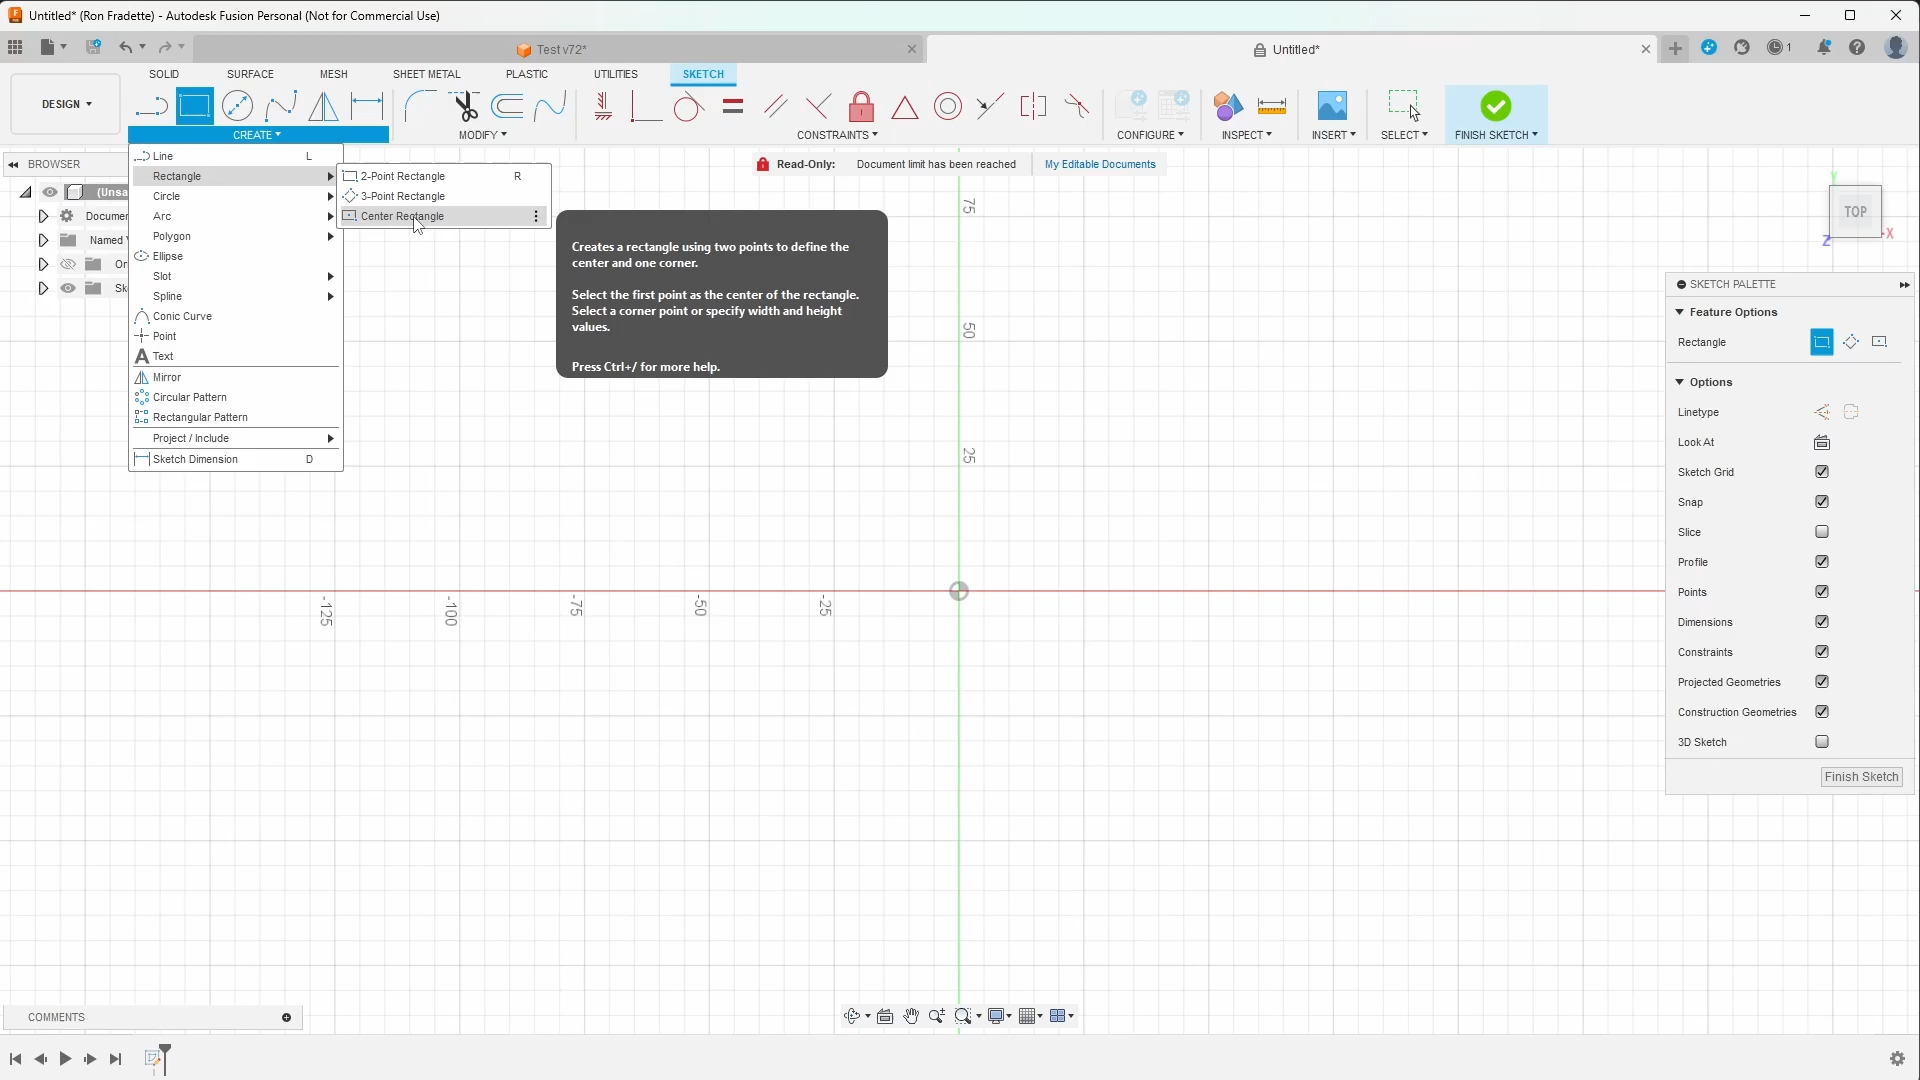 Untitled* (Ron Fradette) - Autodesk Fusion Personal (Not for Commercial Use)
Test v72*
Untitled*
1
DESIGN
SOLID
SURFACE
MESH
SHEET METAL
PLASTIC
UTILITIES
SKETCH
CREATE
MODIFY
CONSTRAINTS
CONFIGURE
INSPECT
INSERT
SELECT
FINISH SKETCH
BROWSER
(Unsa
Documen
Named V
Or
Sk
Line L
Rectangle
Circle
Arc
Polygon
Ellipse
Slot
Spline
Conic Curve
Point
Text
Mirror
Circular Pattern
Rectangular Pattern
Project / Include
Sketch Dimension D
2-Point Rectangle R
3-Point Rectangle
Center Rectangle
Creates a rectangle using two points to define the
center and one corner.
Select the first point as the center of the rectangle.
Select a corner point or specify width and height
values.
Press Ctrl+/ for more help.
Read-Only: Document limit has been reached My Editable Documents
75
50
25
-125
-100
-75
-50
-25
Y
TOP
Z
X
SKETCH PALETTE
Feature Options
Rectangle
Options
Linetype
Look At
Sketch Grid
Snap
Slice
Profile
Points
Dimensions
Constraints
Projected Geometries
Construction Geometries
3D Sketch
Finish Sketch
COMMENTS